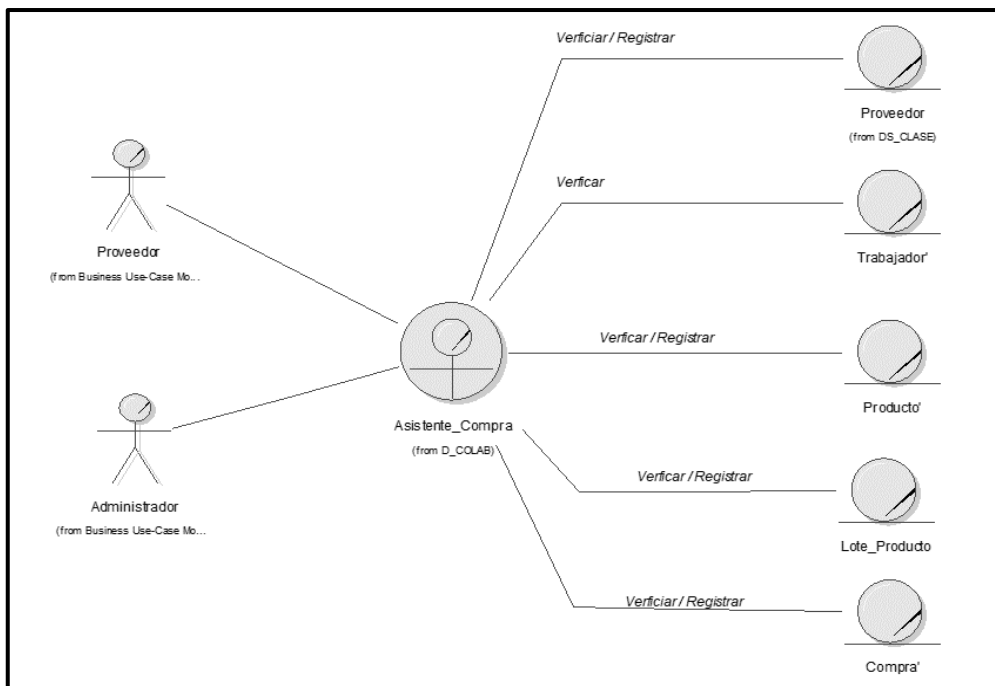 Verficiar / Registrar
Proveedor
(from DS_CLASE)
Verficar
Trabajador'
Proveedor
(from Business Use-Case Mo...
Verficar / Registrar
Producto'
Asistente_Compra
(from D_COLAB)
Administrador
(from Business Use-Case Mo...
Verficar / Registrar
Lote_Producto
Verficiar / Registrar
Compra'